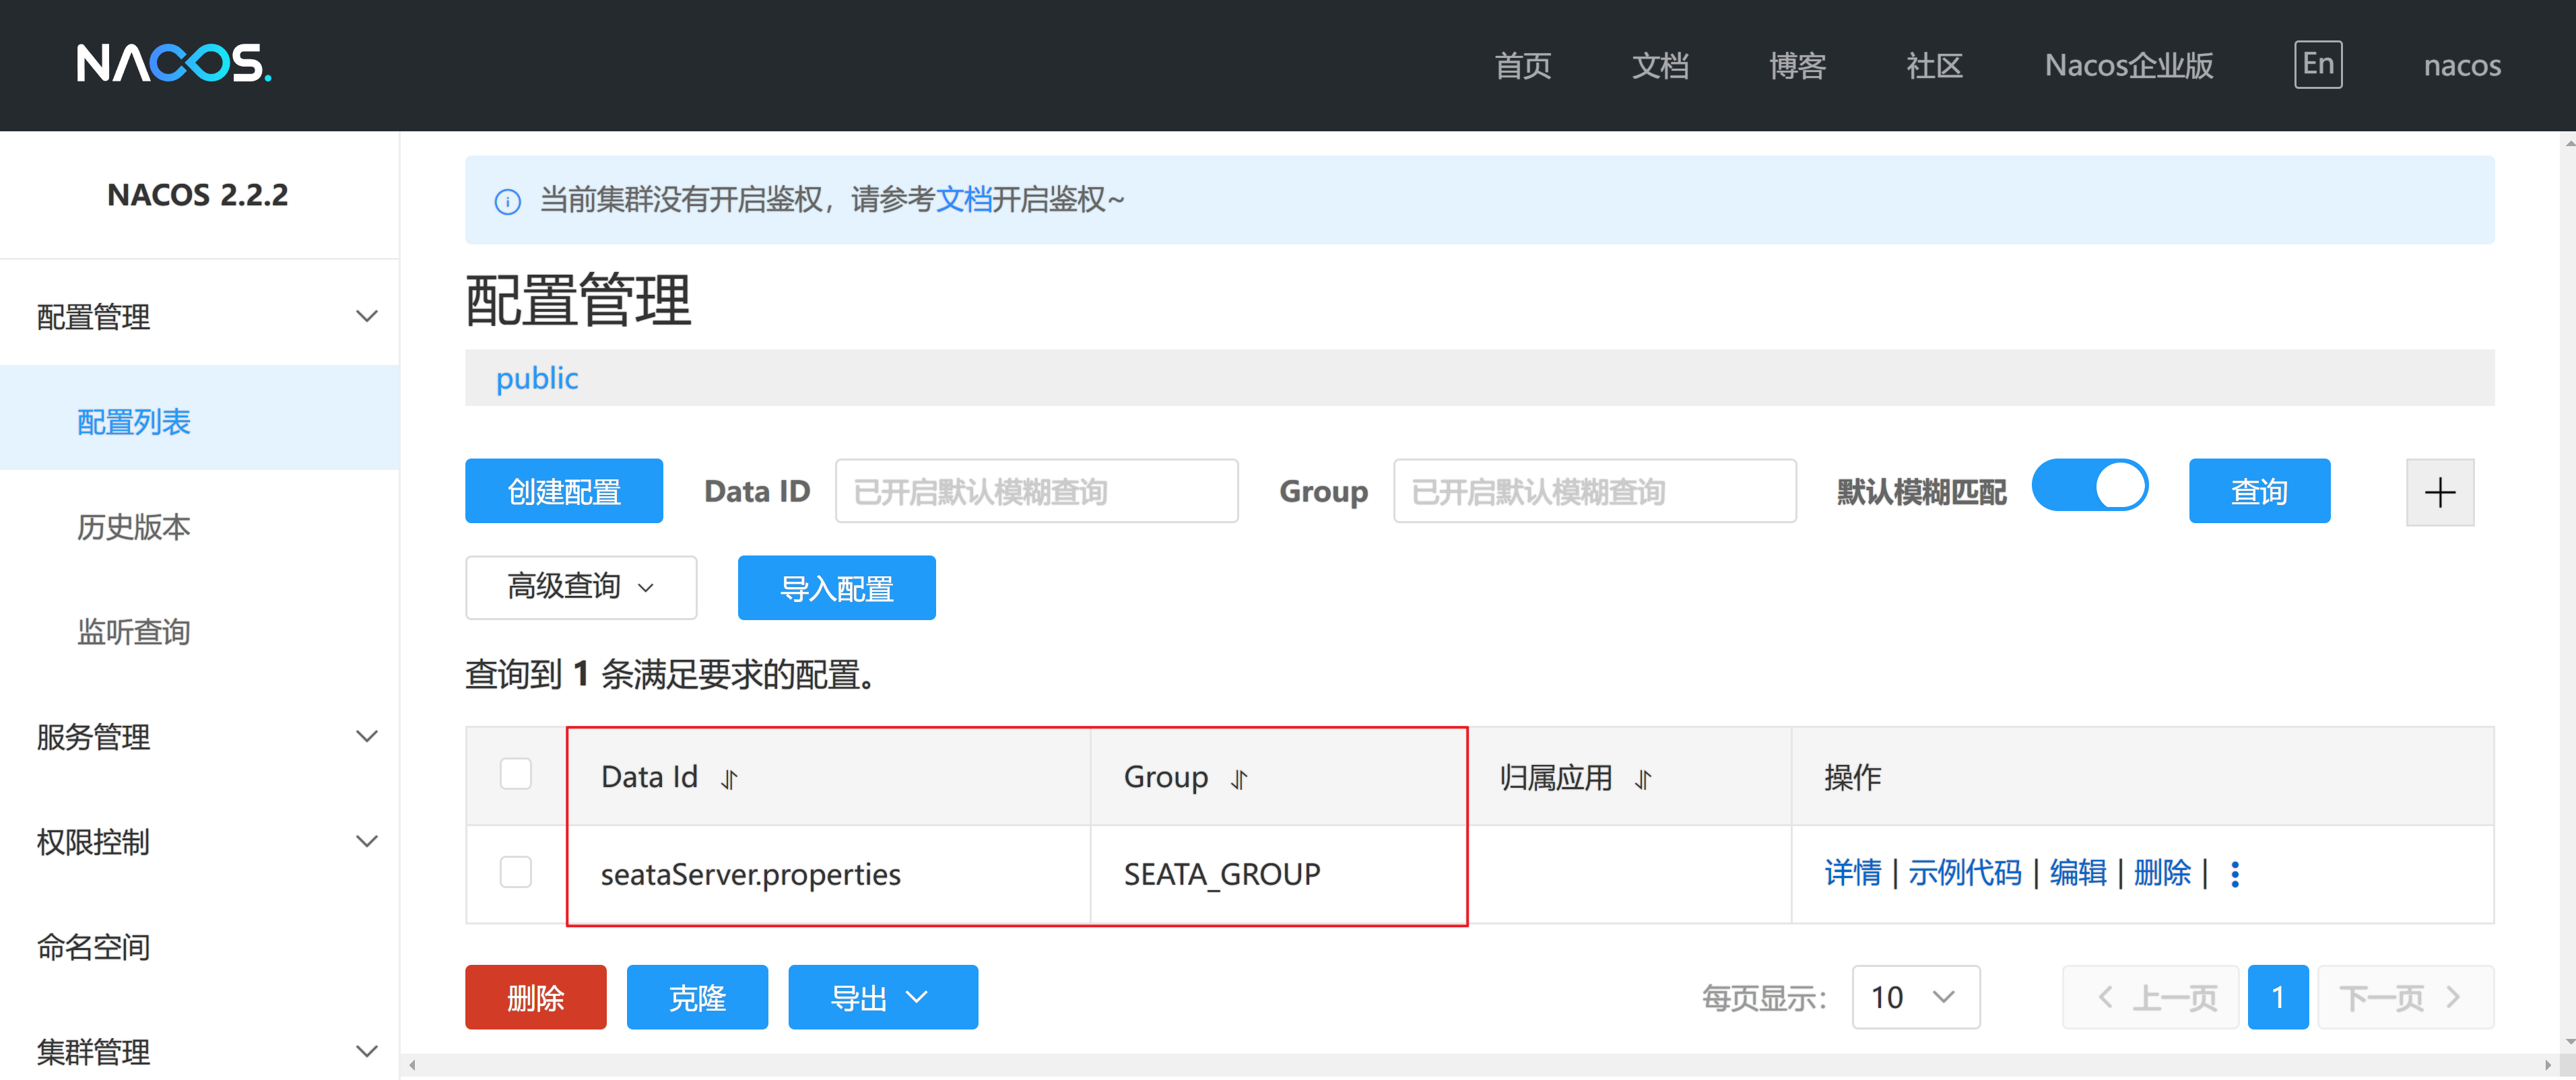 NACOS.
首页 文档 博客 社区 Nacos企业版 En nacos
NACOS 2.2.2
配置管理
配置列表
历史版本
监听查询
服务管理
权限控制
命名空间
集群管理
当前集群没有开启鉴权，请参考文档开启鉴权~
配置管理
public
创建配置 Data ID 已开启默认模糊查询 Group 已开启默认模糊查询 默认模糊匹配 查询 +
高级查询 导入配置
查询到 1 条满足要求的配置。
Data Id Group 归属应用 操作
seataServer.properties SEATA_GROUP 详情 | 示例代码 | 编辑 | 删除 |
删除 克隆 导出 每页显示： 10 上一页 1 下一页